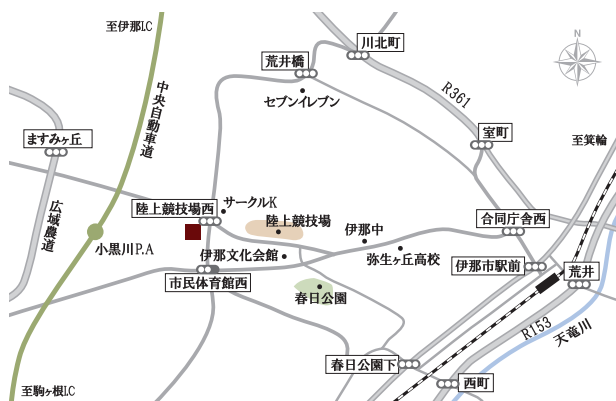 至伊那I.C
川北町
荒井橋
N
中央自動車道
セブンイレブン
R361
ますみヶ丘
室町
至箕輪
広域農道
陸上競技場西
サークルK
陸上競技場
伊那中
合同庁舎西
小黒川P.A
伊那文化会館
弥生ヶ丘高校
伊那市駅前
荒井
市民体育館西
春日公園
R153
天竜川
春日公園下
西町
至駒ヶ根I.C